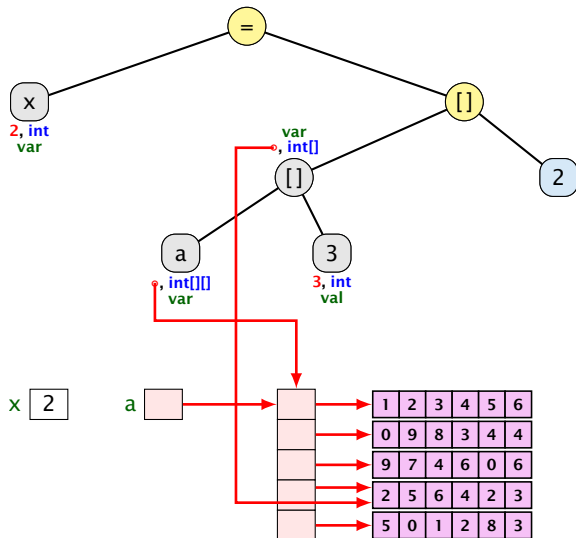 =
x
[]
2, int
var
var
, int[]
[]
2
a
3
, int[][]
var
3, int
val
x 2 a
1 2 3 4 5 6
0 9 8 3 4 4
9 7 4 6 0 6
2 5 6 4 2 3
5 0 1 2 8 3